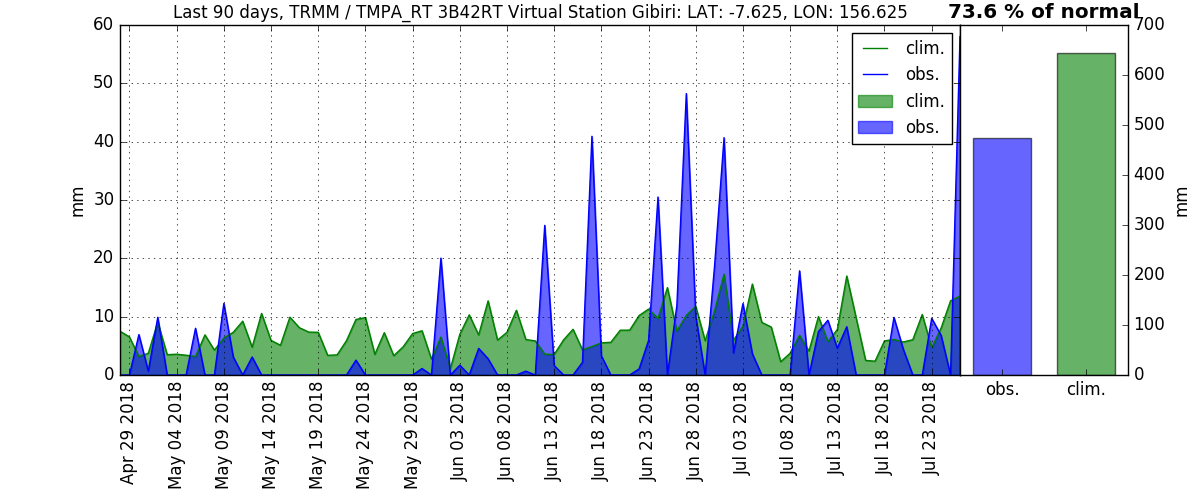 Last 90 days, TRMM / TMPA_RT 3B42RT Virtual Station Gibiri: LAT: -7.625, LON: 156.625
73.6 % of normal
60
50
40
30
20
10
0
mm
clim.
obs.
clim.
obs.
700
600
500
400
300
200
100
0
mm
obs.
clim.
Apr 29 2018
May 04 2018
May 09 2018
May 14 2018
May 19 2018
May 24 2018
May 29 2018
Jun 03 2018
Jun 08 2018
Jun 13 2018
Jun 18 2018
Jun 23 2018
Jun 28 2018
Jul 03 2018
Jul 08 2018
Jul 13 2018
Jul 18 2018
Jul 23 2018